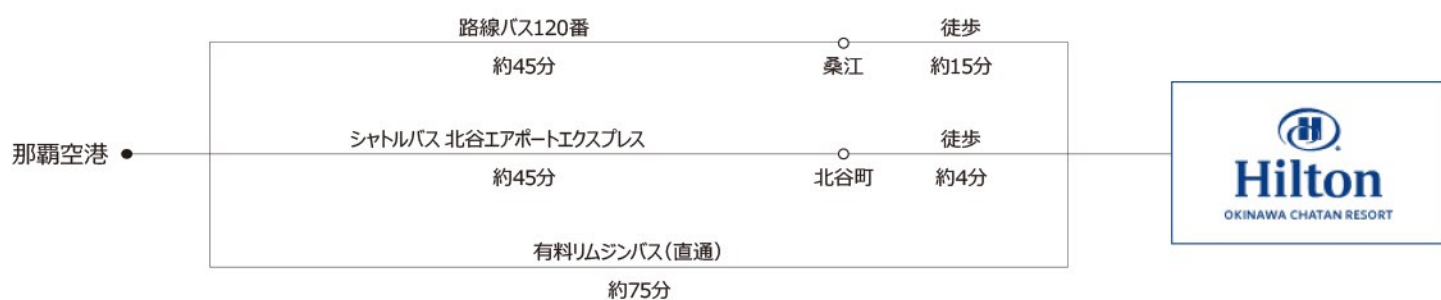 路線バス120番
徒歩
約45分
桑江
約15分
那覇空港
シャトルバス 北谷エアポートエクスプレス
徒歩
約45分
北谷町
約4分
有料リムジンバス(直通)
約75分
H
Hilton
OKINAWA CHATAN RESORT